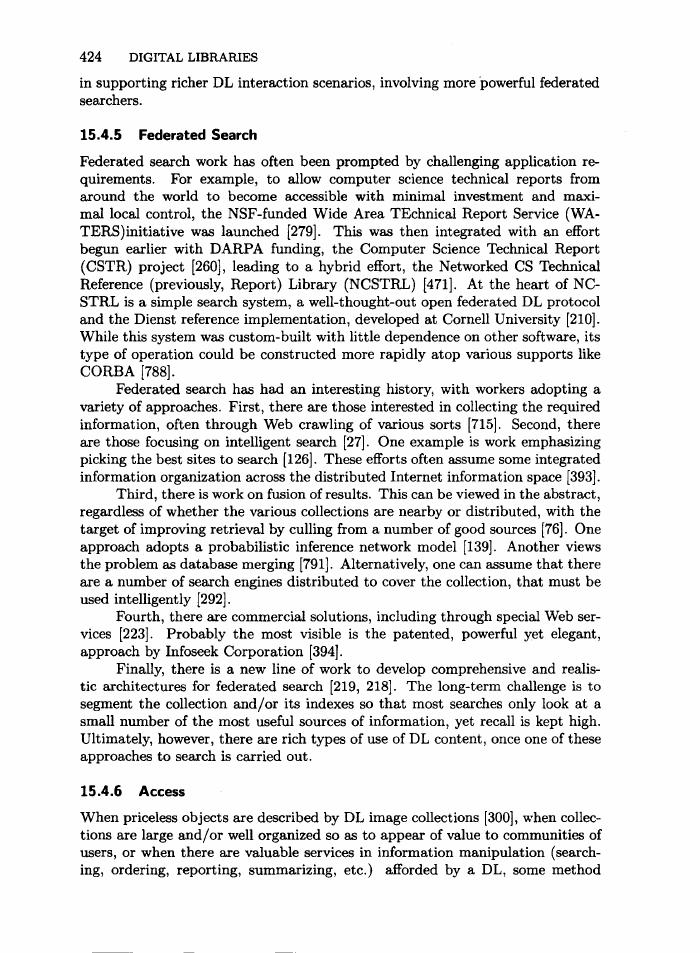 424 DIGITAL LIBRARIES
in supporting richer DL interaction scenarios, involving more powerful federated
searchers.
15.4.5 Federated Search
Federated search work has often been prompted by challenging application re-
quirements. For example, to allow computer science technical reports from
around the world to become accessible with minimal investment and maxi-
mal local control, the NSF-funded Wide Area TEchnical Report Service (WA-
TERS)initiative was launched [279]. This was then integrated with an effort
begun earlier with DARPA funding, the Computer Science Technical Report
(CSTR) project [260], leading to a hybrid effort, the Networked CS Technical
Reference (previously, Report) Library (NCSTRL) [471]. At the heart of NC-
STRL is a simple search system, a well-thought-out open federated DL protocol
and the Dienst reference implementation, developed at Cornell University [210].
While this system was custom-built with little dependence on other software, its
type of operation could be constructed more rapidly atop various supports like
CORBA [788].
Federated search has had an interesting history, with workers adopting a
variety of approaches. First, there are those interested in collecting the required
information, often through Web crawling of various sorts [715]. Second, there
are those focusing on intelligent search [27]. One example is work emphasizing
picking the best sites to search [126]. These efforts often assume some integrated
information organization across the distributed Internet information space [393].
Third, there is work on fusion of results. This can be viewed in the abstract,
regardless of whether the various collections are nearby or distributed, with the
target of improving retrieval by culling from a number of good sources [76]. One
approach adopts a probabilistic inference network model [139]. Another views
the problem as database merging [791]. Alternatively, one can assume that there
are a number of search engines distributed to cover the collection, that must be
used intelligently [292].
Fourth, there are commercial solutions, including through special Web ser-
vices [223]. Probably the most visible is the patented, powerful yet elegant,
approach by Infoseek Corporation [394].
Finally, there is a new line of work to develop comprehensive and realis-
tic architectures for federated search [219, 218]. The long-term challenge is to
segment the collection and/or its indexes so that most searches only look at a
small number of the most useful sources of information, yet recall is kept high.
Ultimately, however, there are rich types of use of DL content, once one of these
approaches to search is carried out.
15.4.6 Access
When priceless objects are described by DL image collections [300], when collec-
tions are large and/or well organized so as to appear of value to communities of
users, or when there are valuable services in information manipulation (search-
ing, ordering, reporting, summarizing, etc.) afforded by a DL, some method